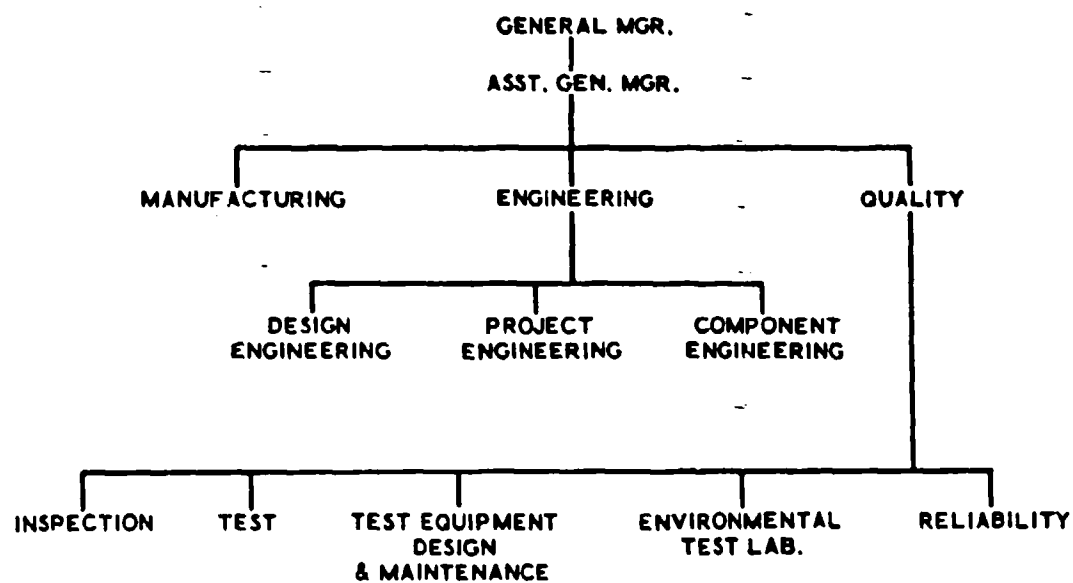 GENERAL MGR.
ASST. GEN. MGR.
MANUFACTURING
ENGINEERING
QUALITY
DESIGN
ENGINEERING
PROJECT
ENGINEERING
COMPONENT
ENGINEERING
INSPECTION
TEST
TEST EQUIPMENT
DESIGN
& MAINTENANCE
ENVIRONMENTAL
TEST LAB.
RELIABILITY